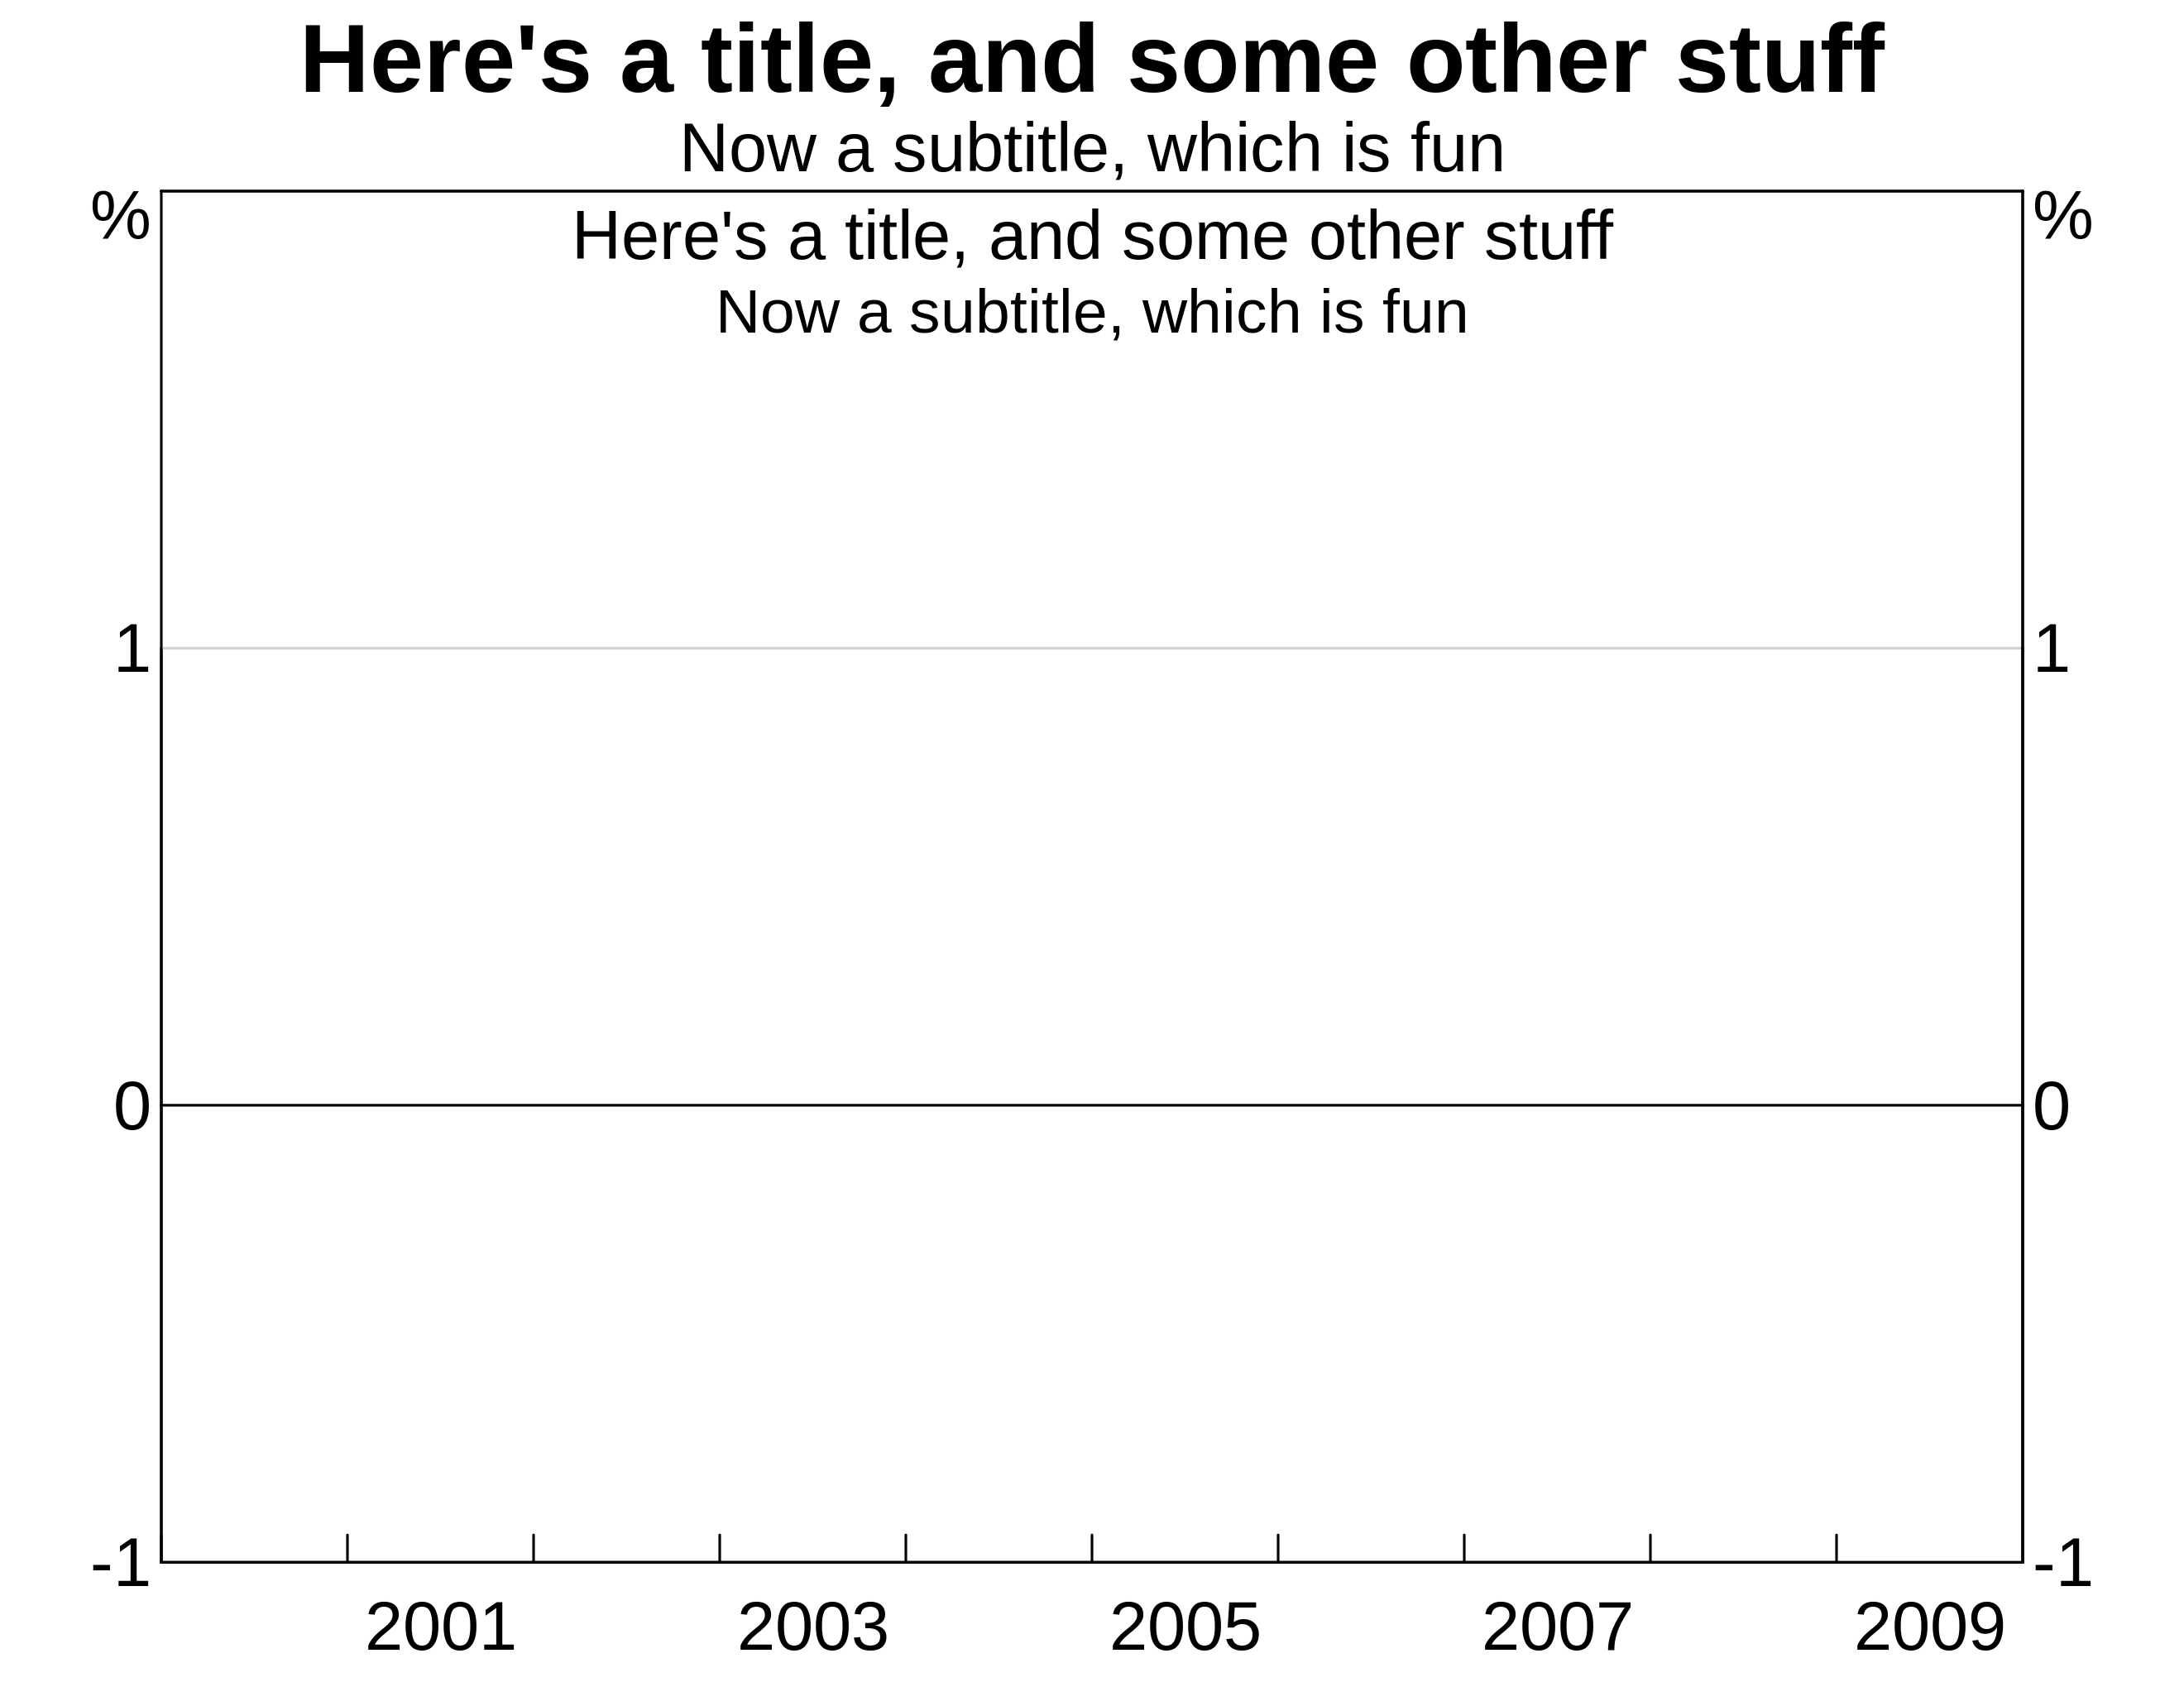 Here's a title, and some other stuff
Now a subtitle, which is fun
% %
Here's a title, and some other stuff
Now a subtitle, which is fun
1 1
0 0
-1 -1
2001 2003 2005 2007 2009